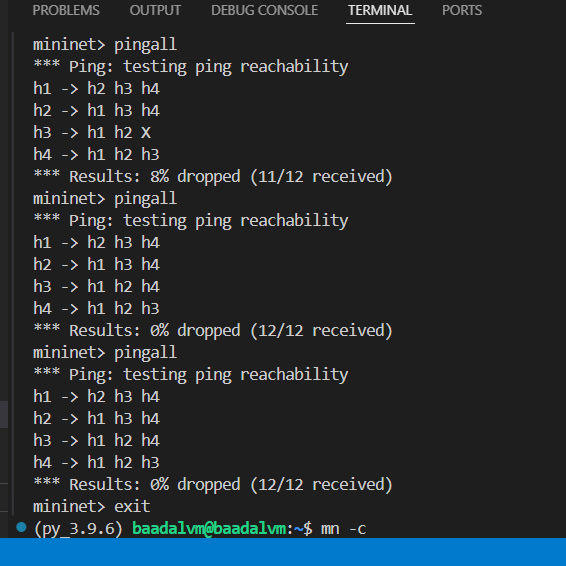 PROBLEMS OUTPUT DEBUG CONSOLE TERMINAL PORTS
mininet> pingall
*** Ping: testing ping reachability
h1 -> h2 h3 h4
h2 -> h1 h3 h4
h3 -> h1 h2 X
h4 -> h1 h2 h3
*** Results: 8% dropped (11/12 received)
mininet> pingall
*** Ping: testing ping reachability
h1 -> h2 h3 h4
h2 -> h1 h3 h4
h3 -> h1 h2 h4
h4 -> h1 h2 h3
*** Results: 0% dropped (12/12 received)
mininet> pingall
*** Ping: testing ping reachability
h1 -> h2 h3 h4
h2 -> h1 h3 h4
h3 -> h1 h2 h4
h4 -> h1 h2 h3
*** Results: 0% dropped (12/12 received)
mininet> exit
(py_3.9.6) baadalvm@baadalvm:~$ mn -c